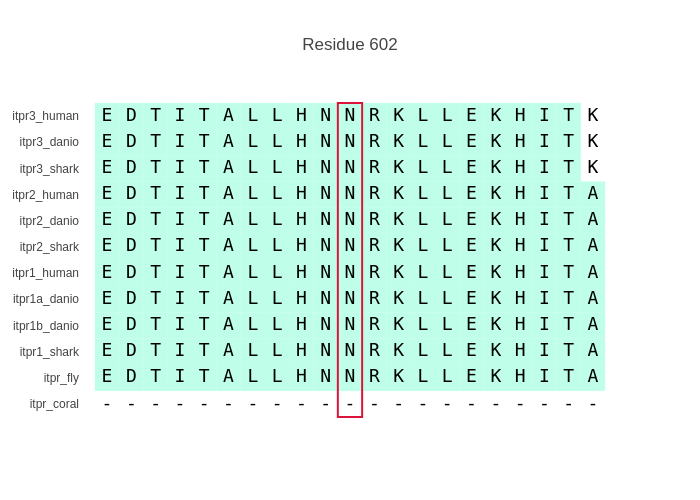 Residue 602
itpr3_human E D T I T A L L H N N R K L L E K H I T K
itpr3_danio E D T I T A L L H N N R K L L E K H I T K
itpr3_shark E D T I T A L L H N N R K L L E K H I T K
itpr2_human E D T I T A L L H N N R K L L E K H I T A
itpr2_danio E D T I T A L L H N N R K L L E K H I T A
itpr2_shark E D T I T A L L H N N R K L L E K H I T A
itpr1_human E D T I T A L L H N N R K L L E K H I T A
itpr1a_danio E D T I T A L L H N N R K L L E K H I T A
itpr1b_danio E D T I T A L L H N N R K L L E K H I T A
itpr1_shark E D T I T A L L H N N R K L L E K H I T A
itpr_fly E D T I T A L L H N N R K L L E K H I T A
itpr_coral - - - - - - - - - - - - - - - - - - - - -